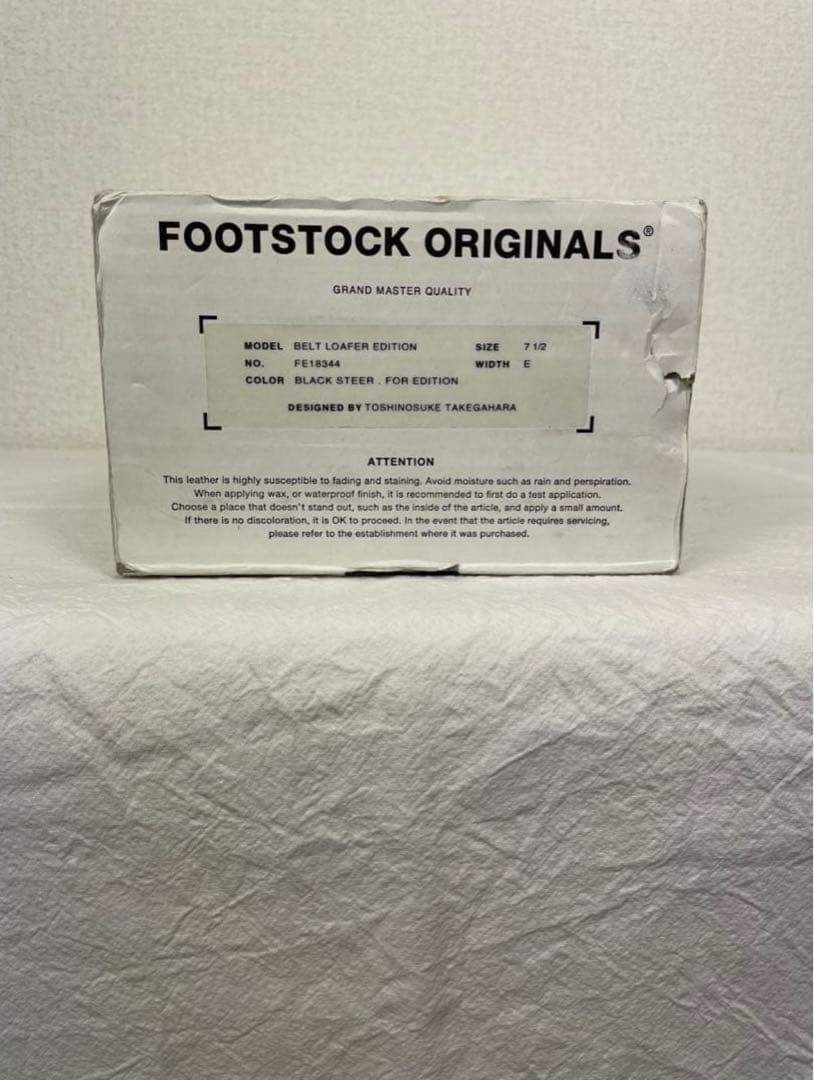 FOOTSTOCK ORIGINALS®
GRAND MASTER QUALITY
MODEL BELT LOAFER EDITION SIZE 7 1/2
NO. FE18344 WIDTH E
COLOR BLACK STEER . FOR EDITION
DESIGNED BY TOSHINOSUKE TAKEGAHARA
ATTENTION
This leather is highly susceptible to fading and staining. Avoid moisture such as rain and perspiration.
When applying wax, or waterproof finish, it is recommended to first do a test application.
Choose a place that doesn't stand out, such as the inside of the article, and apply a small amount.
If there is no discoloration, it is OK to proceed. In the event that the article requires servicing,
please refer to the establishment where it was purchased.